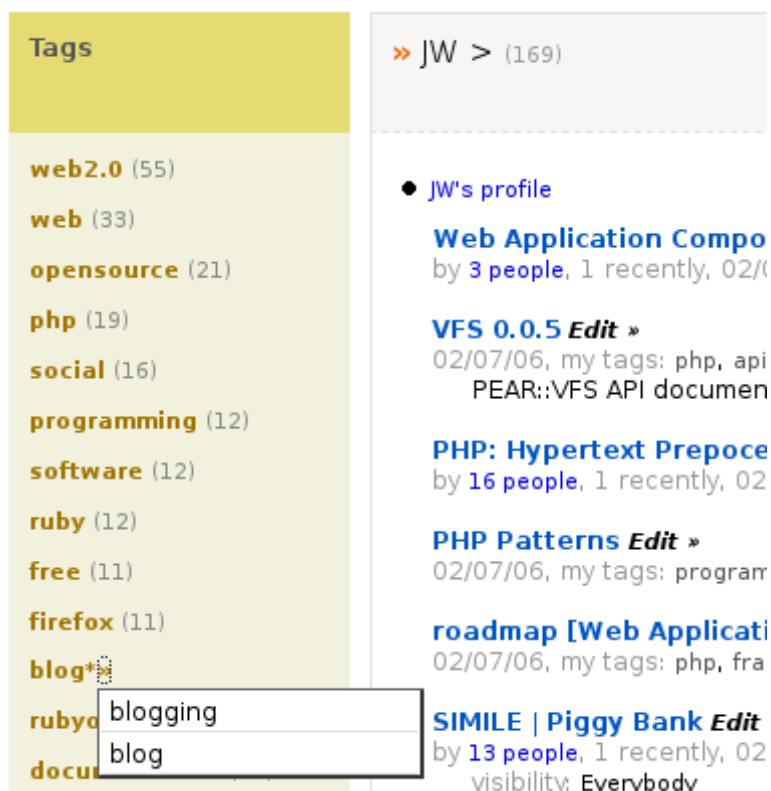 Tags
web2.0 (55)
web (33)
opensource (21)
php (19)
social (16)
programming (12)
software (12)
ruby (12)
free (11)
firefox (11)
blog*»
blogging
blog
» JW > (169)
JW's profile
Web Application Compo
by 3 people, 1 recently, 02/
VFS 0.0.5 Edit »
02/07/06, my tags: php, api
PEAR::VFS API documen
PHP: Hypertext Prepoce
by 16 people, 1 recently, 02
PHP Patterns Edit »
02/07/06, my tags: program
roadmap [Web Applicati
02/07/06, my tags: php, fra
SIMILE | Piggy Bank Edit
by 13 people, 1 recently, 02
visibility: Everybody